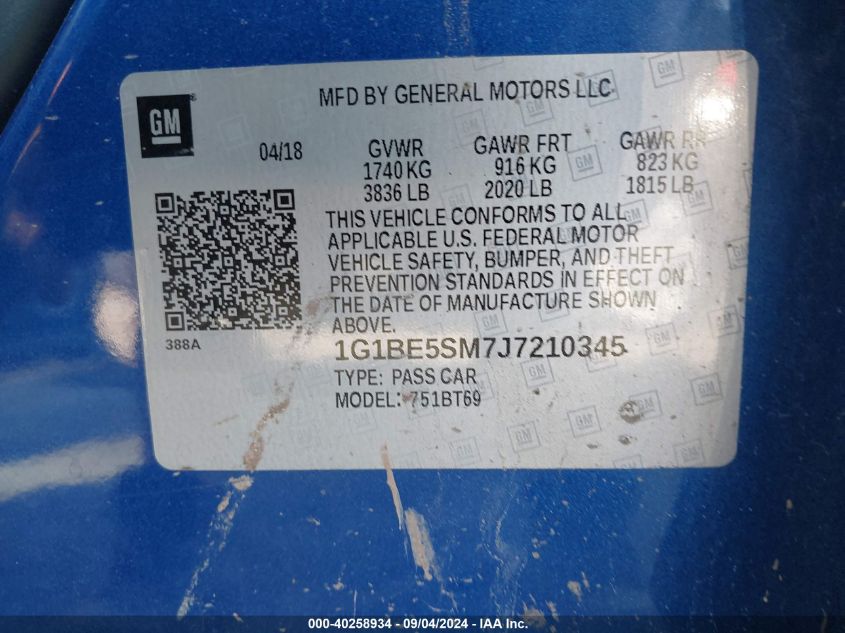 GM
MFD BY GENERAL MOTORS LLC
04/18
GVWR GAWR FRT GAWR RR
1740 KG 916 KG 823 KG
3836 LB 2020 LB 1815 LB
THIS VEHICLE CONFORMS TO ALL
APPLICABLE U.S. FEDERAL MOTOR
VEHICLE SAFETY, BUMPER, AND THEFT
PREVENTION STANDARDS IN EFFECT ON
THE DATE OF MANUFACTURE SHOWN
ABOVE.
388A
1G1BE5SM7J7210345
TYPE: PASS CAR
MODEL: 751BT69
000-40258934 - 09/04/2024 - IAAI.COM